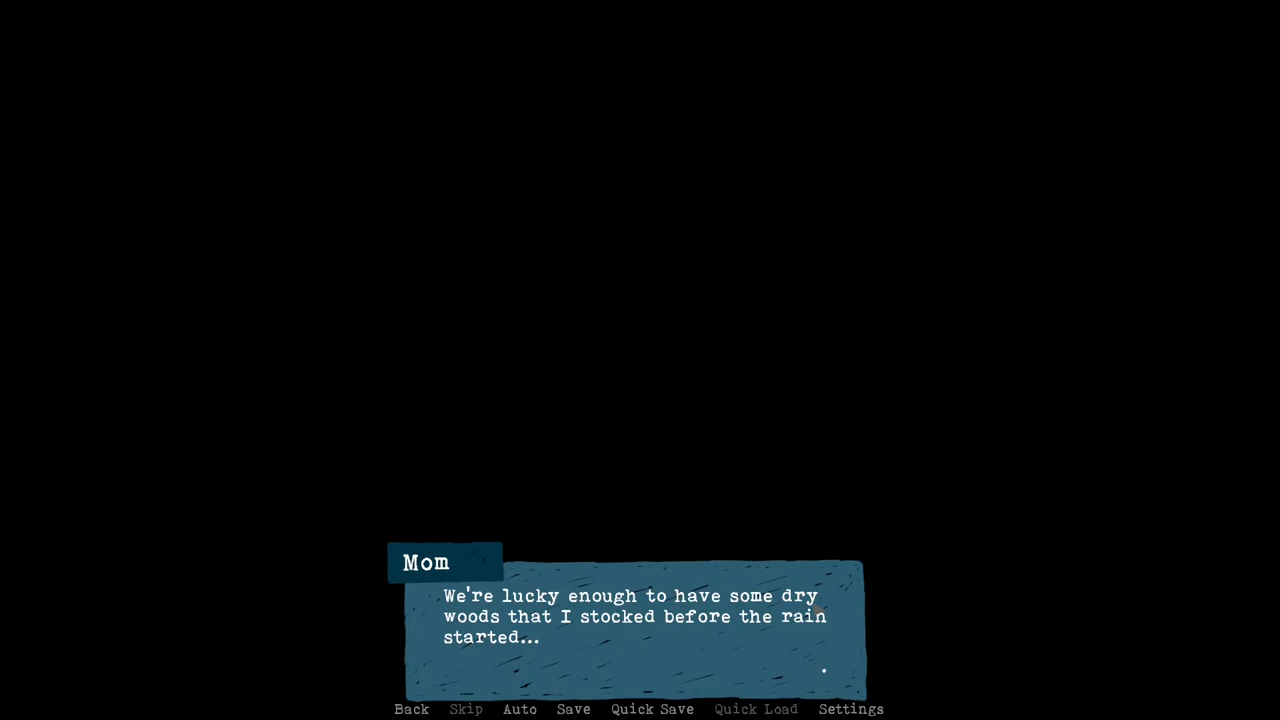 Mom
We're lucky enough to have some dry
woods that I stocked before the rain
started...
Back Skip Auto Save Quick Save Quick Load Settings